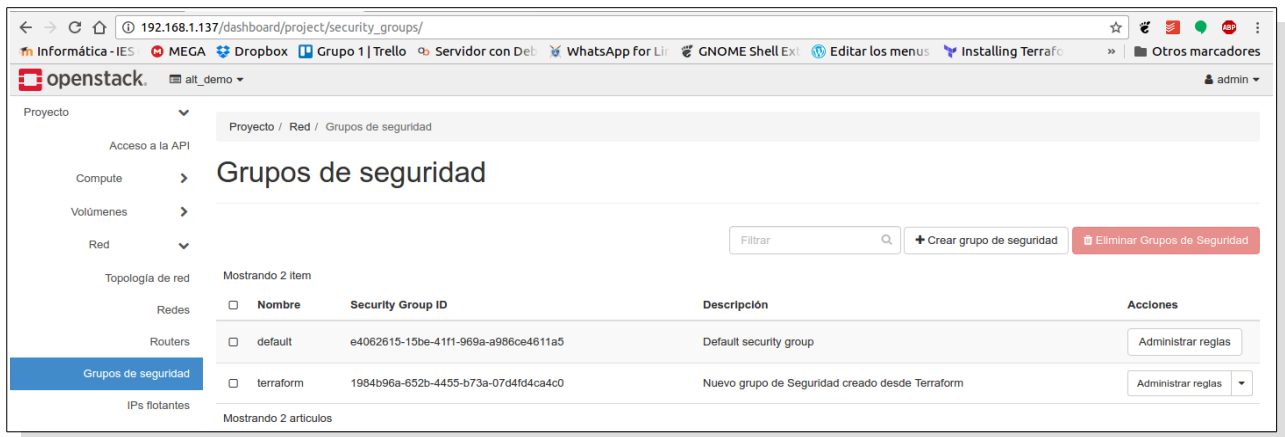 192.168.1.137/dashboard/project/security_groups/
Informática - IES MEGA Dropbox Grupo 1 | Trello Servidor con Deb WhatsApp for Lin GNOME Shell Ext Editar los menus Installing Terrafo » Otros marcadores
openstack. alt_demo admin
Proyecto
Acceso a la API
Compute
Volúmenes
Red
Topología de red
Redes
Routers
Grupos de seguridad
IPs flotantes
Proyecto / Red / Grupos de seguridad
Grupos de seguridad
Filtrar + Crear grupo de seguridad Eliminar Grupos de Seguridad
Mostrando 2 item
Nombre Security Group ID Descripción Acciones
default e4062615-15be-41f1-969a-a986ce4611a5 Default security group Administrar reglas
terraform 1984b96a-652b-4455-b73a-07d4fd4ca4c0 Nuevo grupo de Seguridad creado desde Terraform Administrar reglas
Mostrando 2 articulos